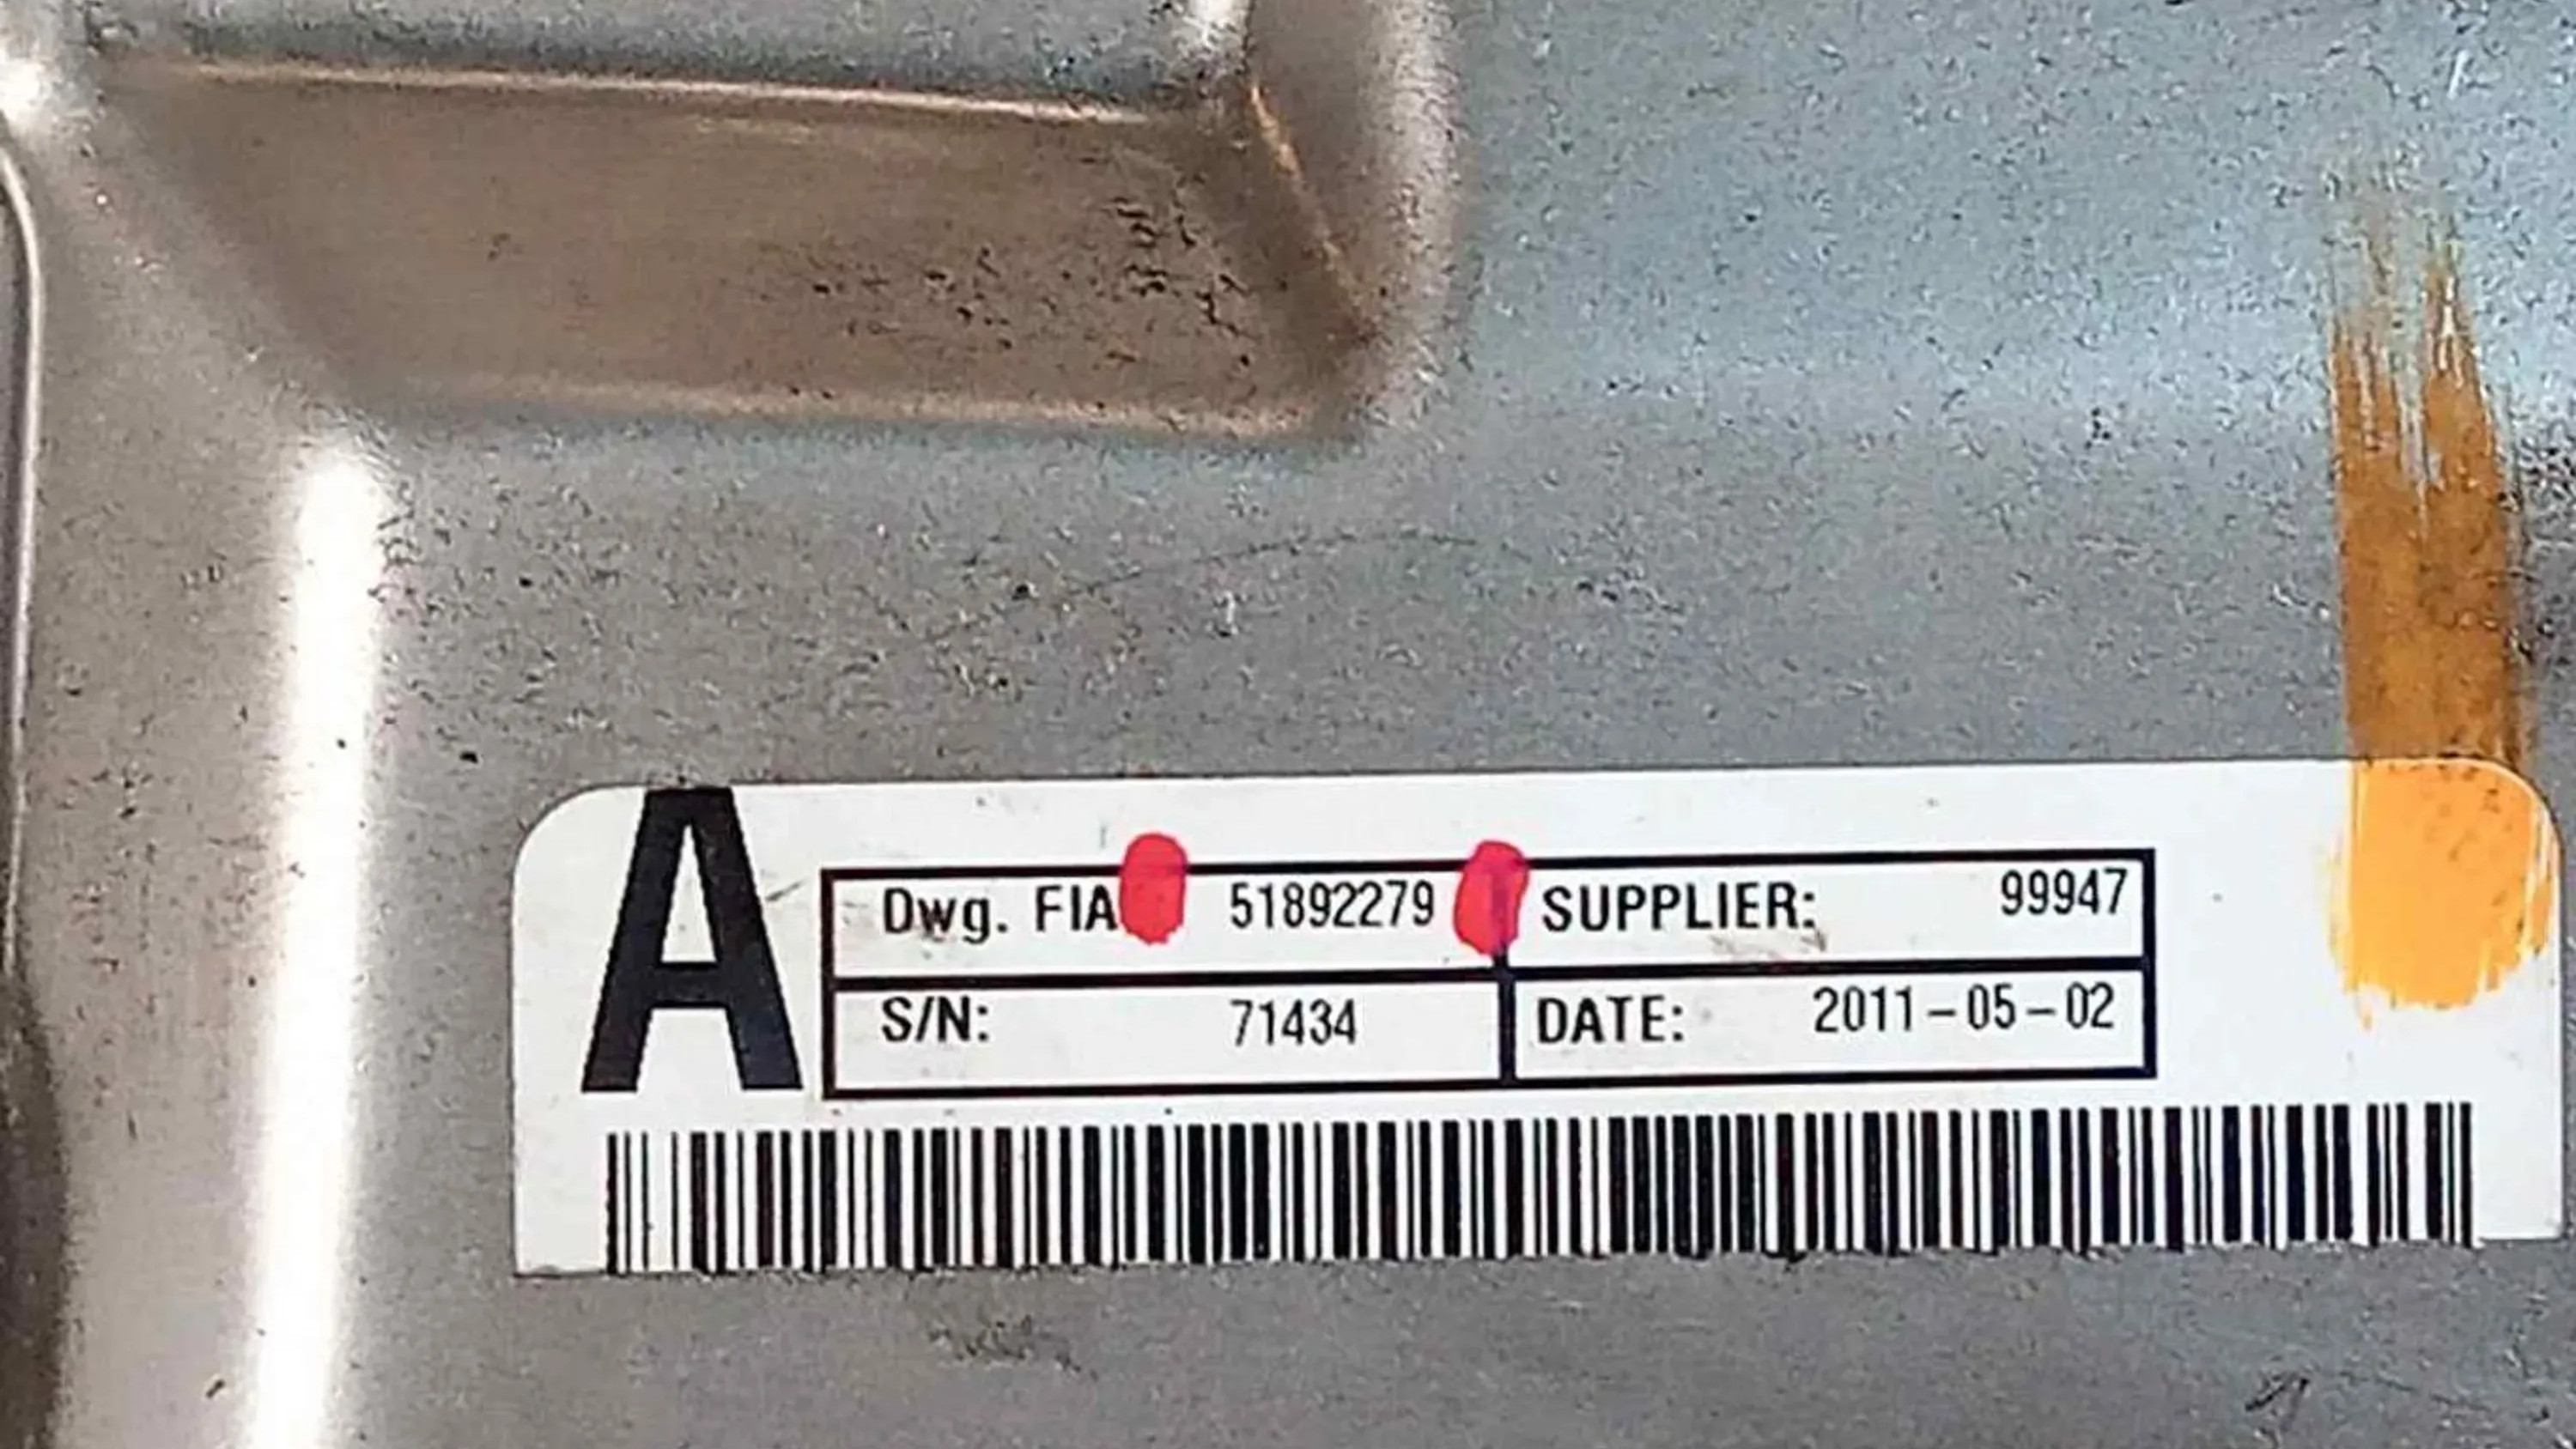 A
Dwg. FIA 51892279 SUPPLIER: 99947
S/N: 71434 DATE: 2011-05-02